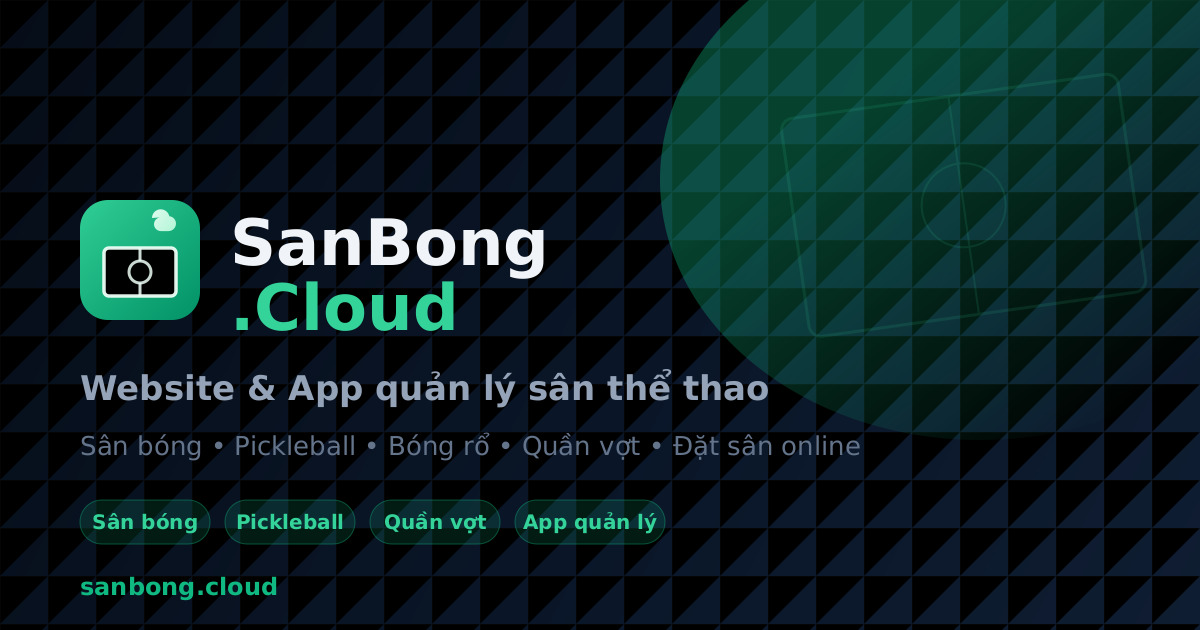 SanBong
.Cloud
Website & App quản lý sân thể thao
Sân bóng • Pickleball • Bóng rổ • Quần vợt • Đặt sân online
Sân bóng Pickleball Quần vợt App quản lý
sanbong.cloud